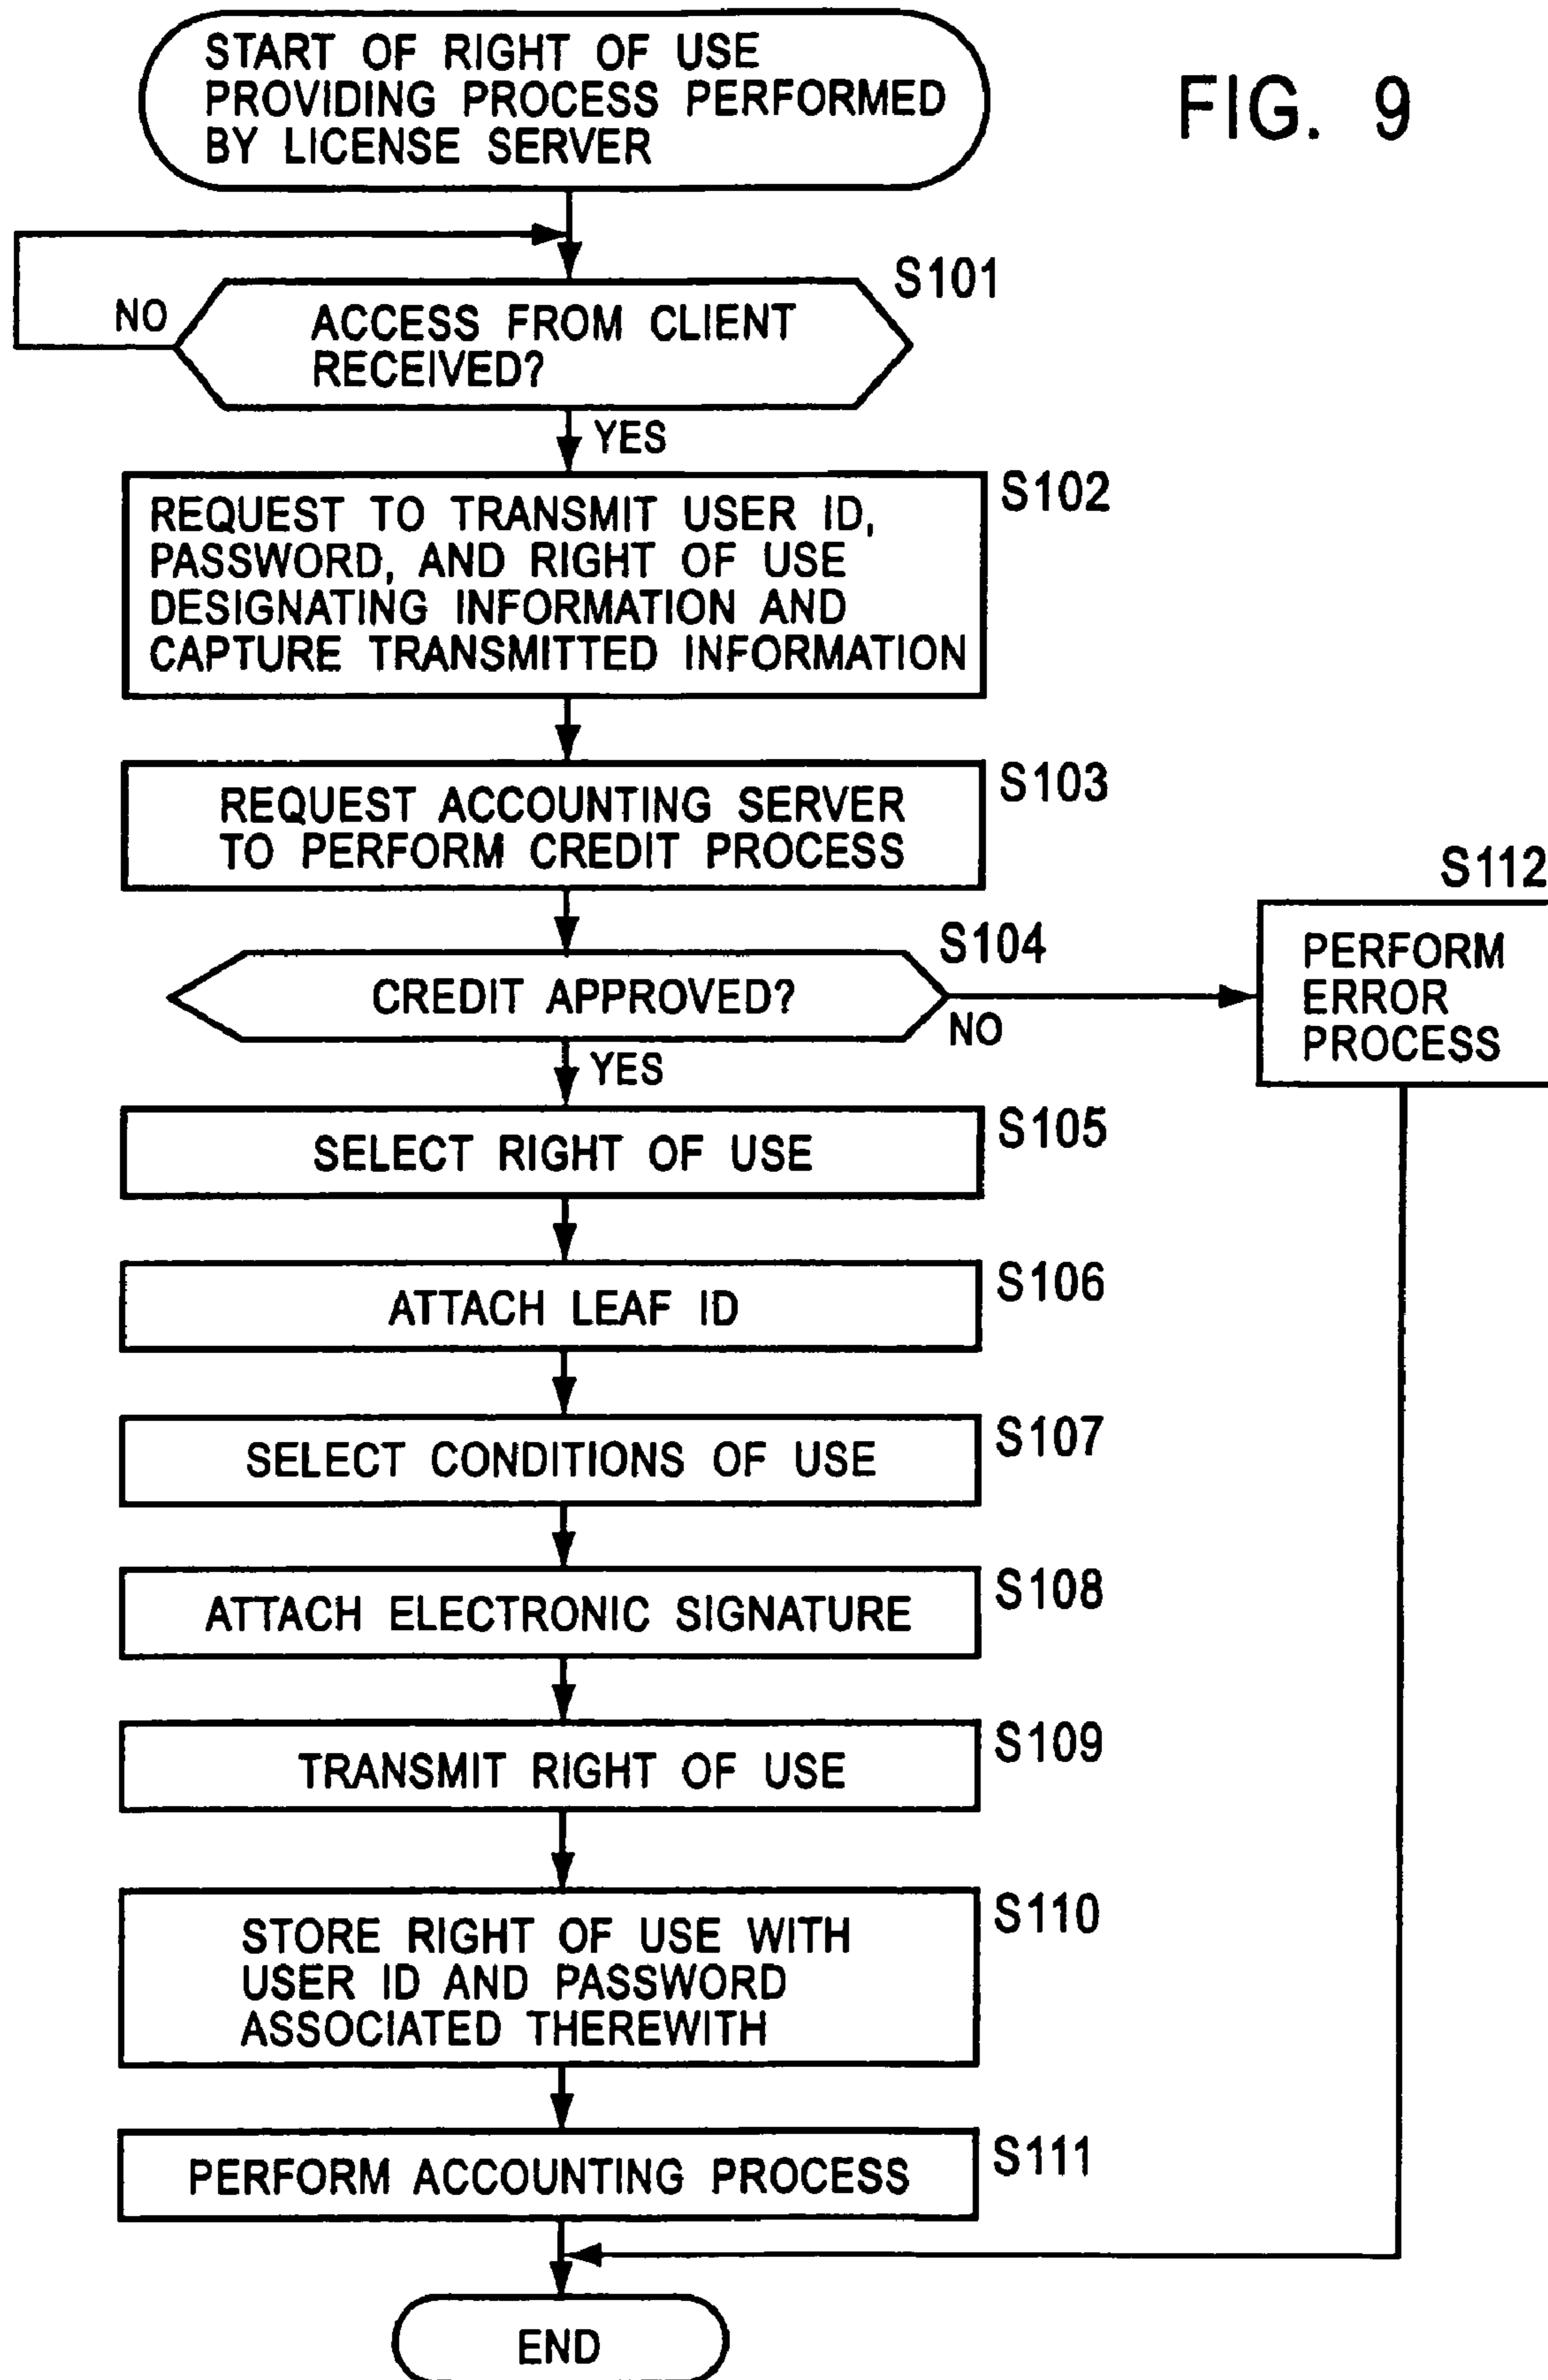 START OF RIGHT OF USE
PROVIDING PROCESS PERFORMED
BY LICENSE SERVER
FIG. 9
S101
NO
ACCESS FROM CLIENT
RECEIVED?
YES
S102
REQUEST TO TRANSMIT USER ID,
PASSWORD, AND RIGHT OF USE
DESIGNATING INFORMATION AND
CAPTURE TRANSMITTED INFORMATION
S103
REQUEST ACCOUNTING SERVER
TO PERFORM CREDIT PROCESS
S112
PERFORM
ERROR
PROCESS
S104
CREDIT APPROVED?
NO
YES
S105
SELECT RIGHT OF USE
S106
ATTACH LEAF ID
S107
SELECT CONDITIONS OF USE
S108
ATTACH ELECTRONIC SIGNATURE
S109
TRANSMIT RIGHT OF USE
S110
STORE RIGHT OF USE WITH
USER ID AND PASSWORD
ASSOCIATED THEREWITH
S111
PERFORM ACCOUNTING PROCESS
END